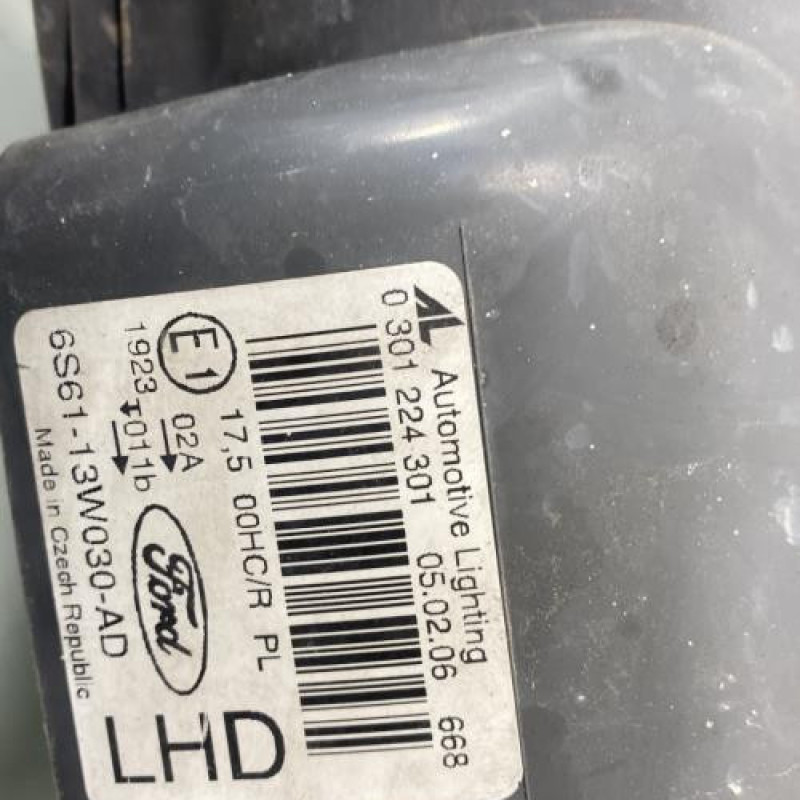 AL Automotive Lighting
0 301 224 301 05.02.06 668
E1 17,5 00HC/R PL
02A
1923 011b
Ford
LHD
6S61-13W030-AD
Made in Czech Republic